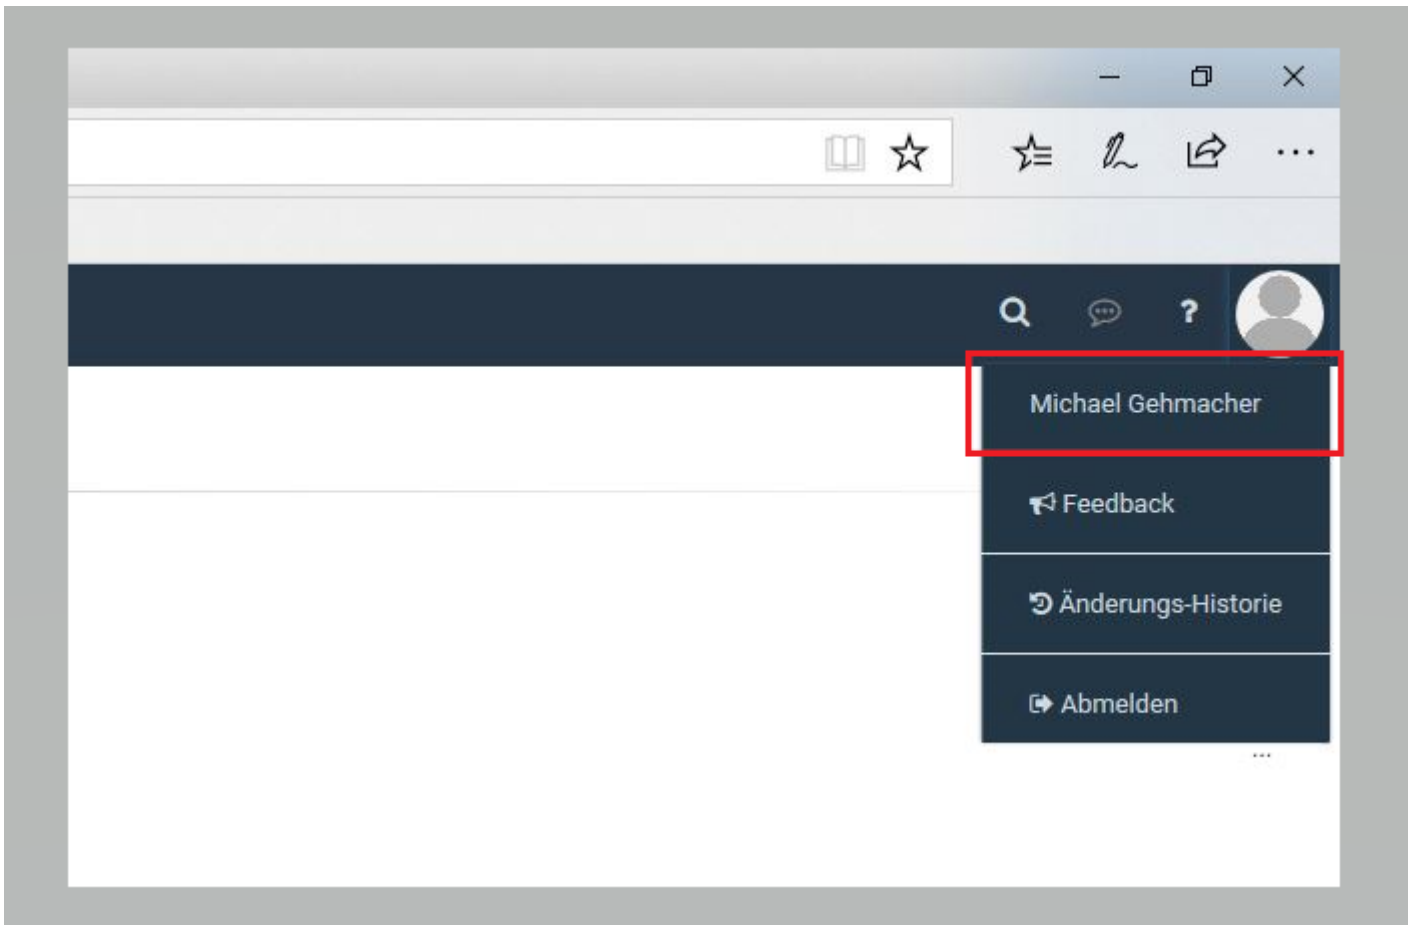 ?
Michael Gehmacher
Feedback
Änderungs-Historie
Abmelden
...